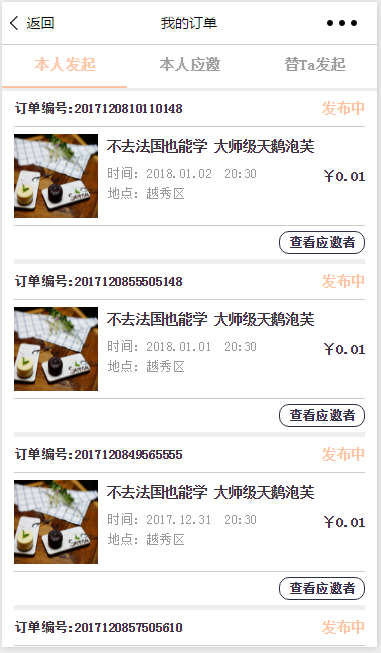 返回 我的订单
本人发起 本人应邀 替Ta发起
订单编号:2017120810110148 发布中
不去法国也能学 大师级天鹅泡芙
时间: 2018.01.02 20:30 ¥0.01
地点: 越秀区
查看应邀者
订单编号:2017120855505148 发布中
不去法国也能学 大师级天鹅泡芙
时间: 2018.01.01 20:30 ¥0.01
地点: 越秀区
查看应邀者
订单编号:2017120849565555 发布中
不去法国也能学 大师级天鹅泡芙
时间: 2017.12.31 20:30 ¥0.01
地点: 越秀区
查看应邀者
订单编号:2017120857505610 发布中